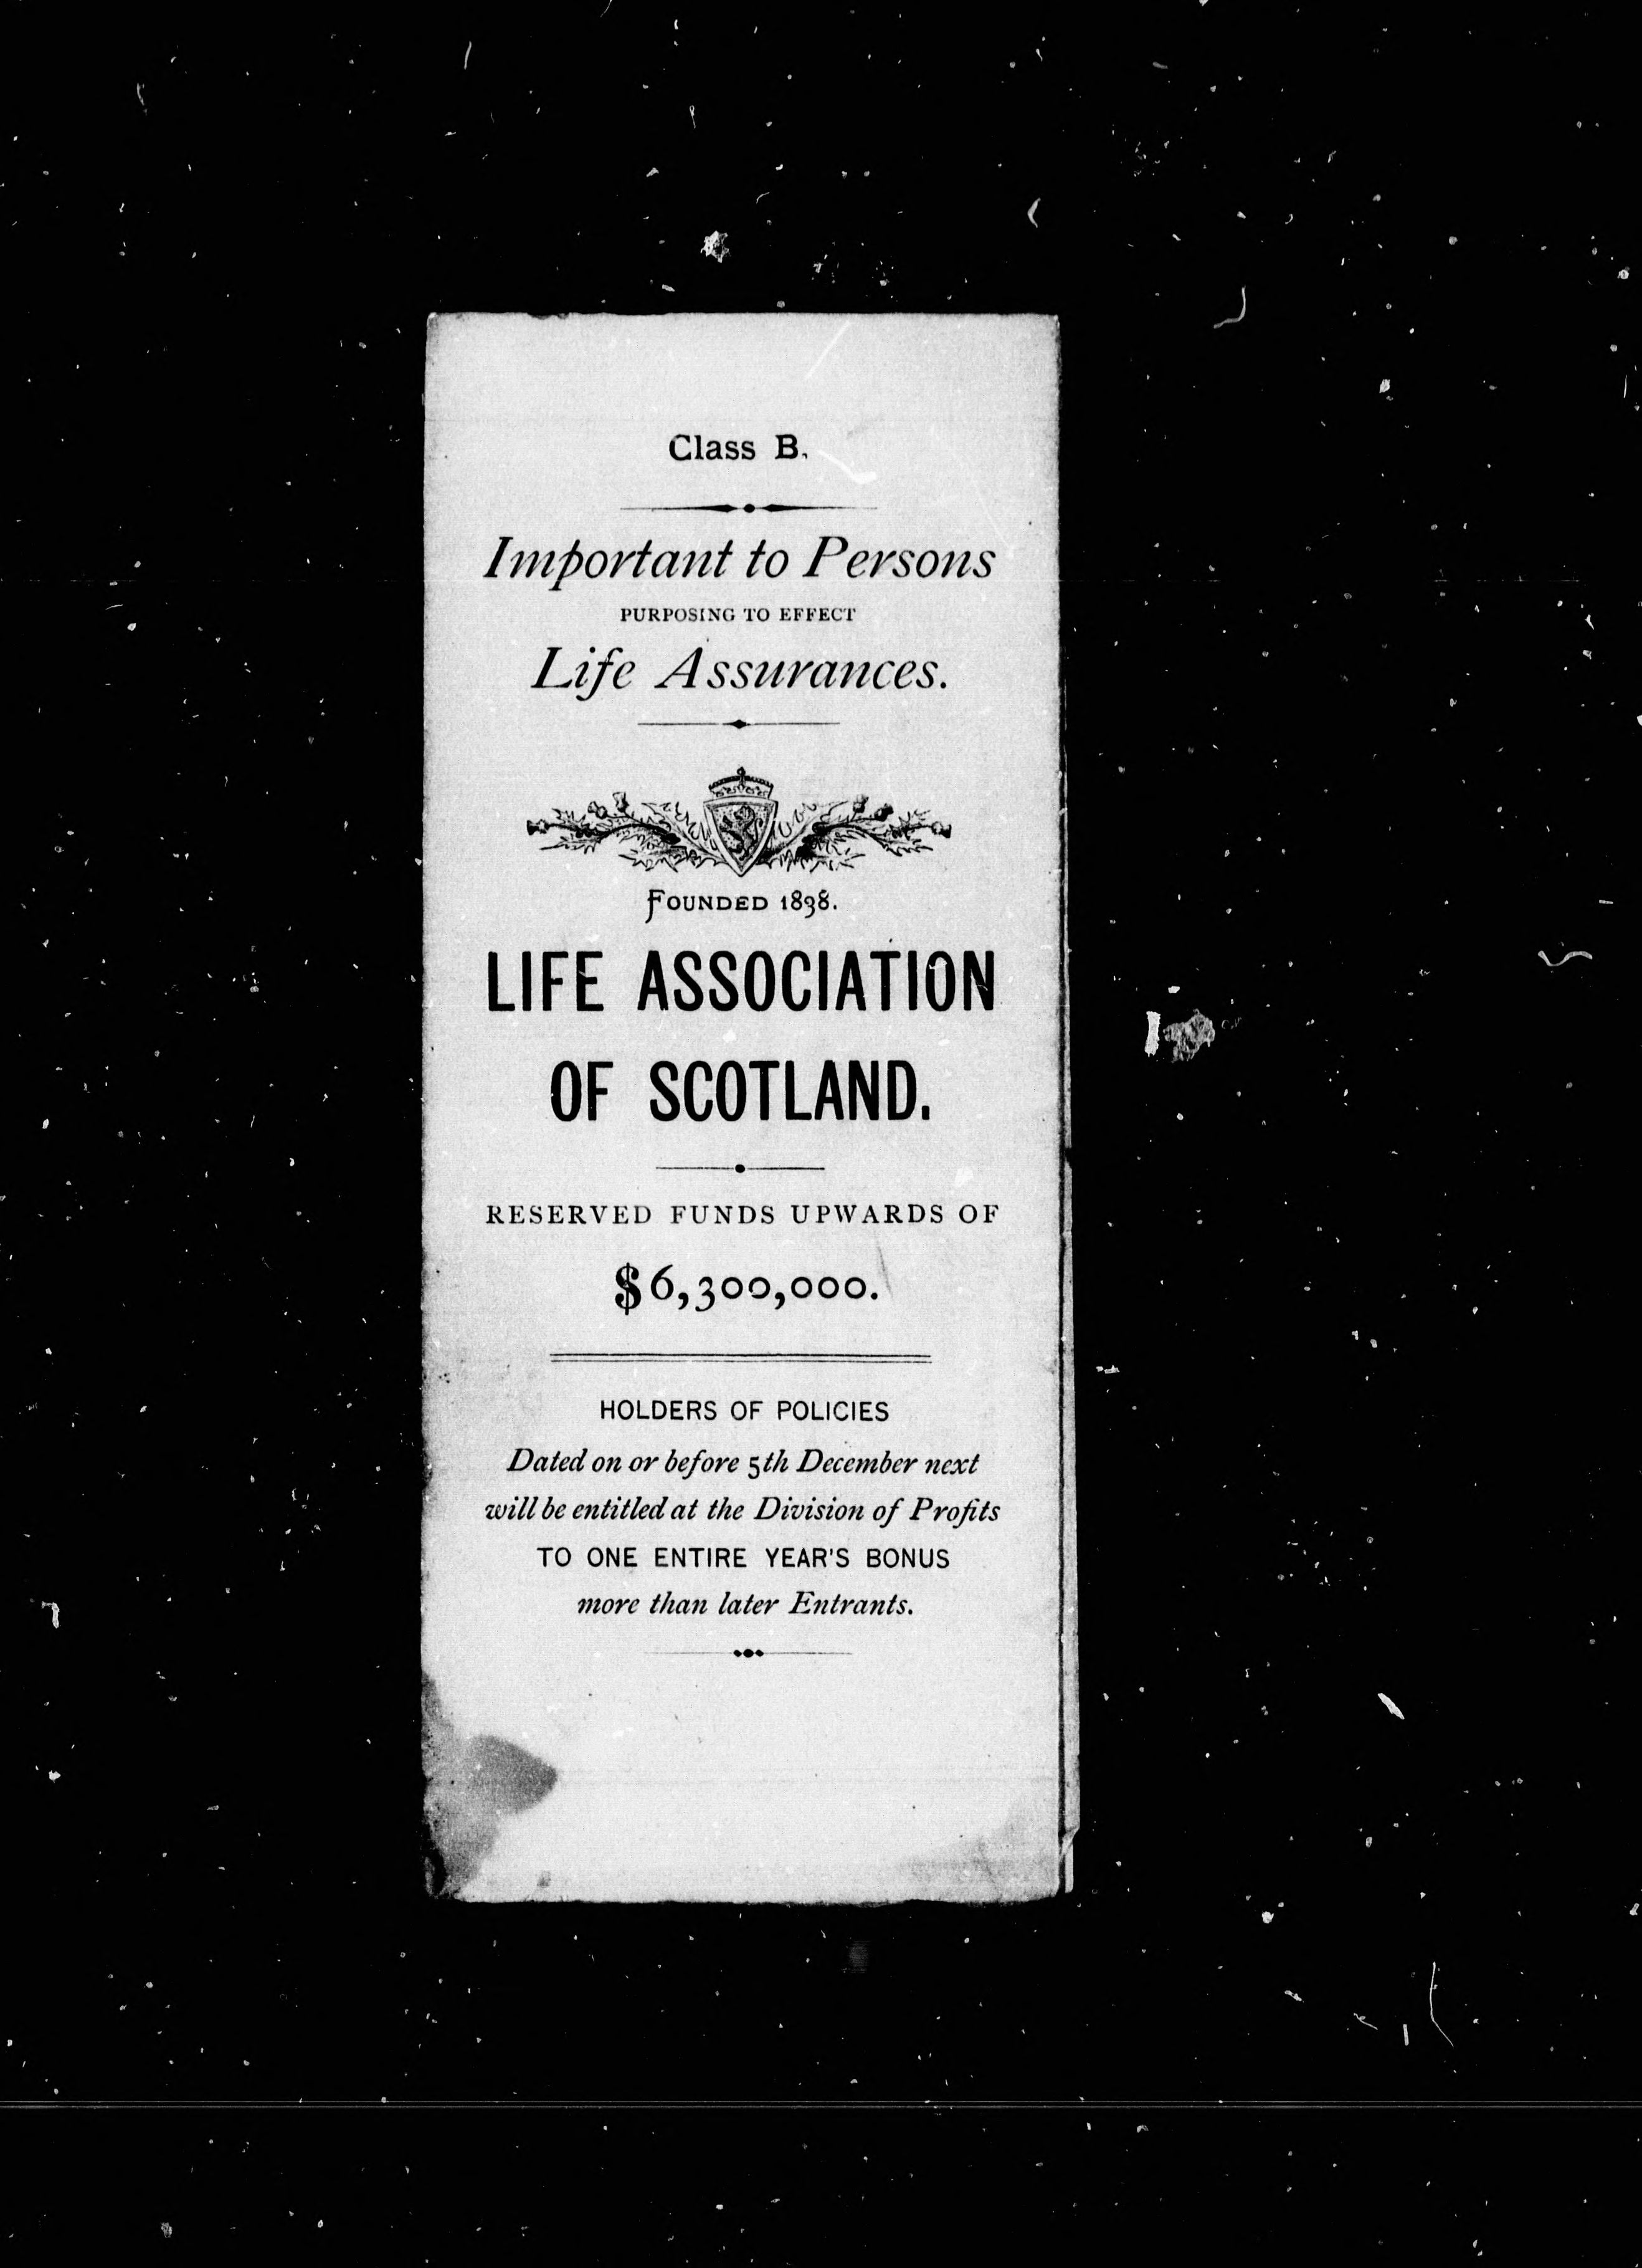 Class B.
Important to Persons
PURPOSING TO EFFECT
Life Assurances.
FOUNDED 1838.
LIFE ASSOCIATION
OF SCOTLAND.
RESERVED FUNDS UPWARDS OF
$6,300,000.
HOLDERS OF POLICIES
Dated on or before 5th December next
will be entitled at the Division of Profits
TO ONE ENTIRE YEAR'S BONUS
more than later Entrants.